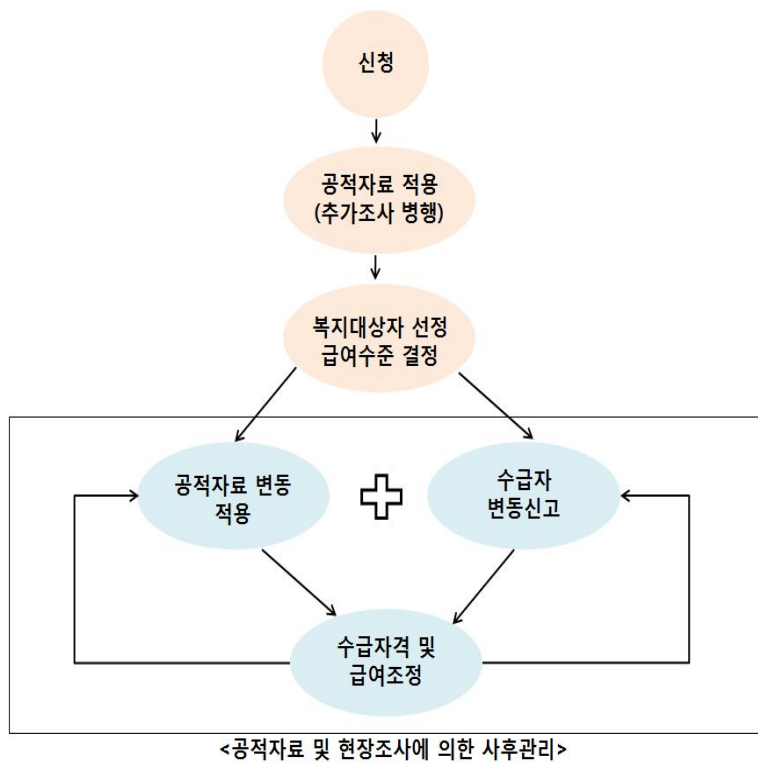 신청
공적자료 적용
(추가조사 병행)
복지대상자 선정
급여수준 결정
공적자료 변동
적용
수급자
변동신고
수급자격 및
급여조정
<공적자료 및 현장조사에 의한 사후관리>